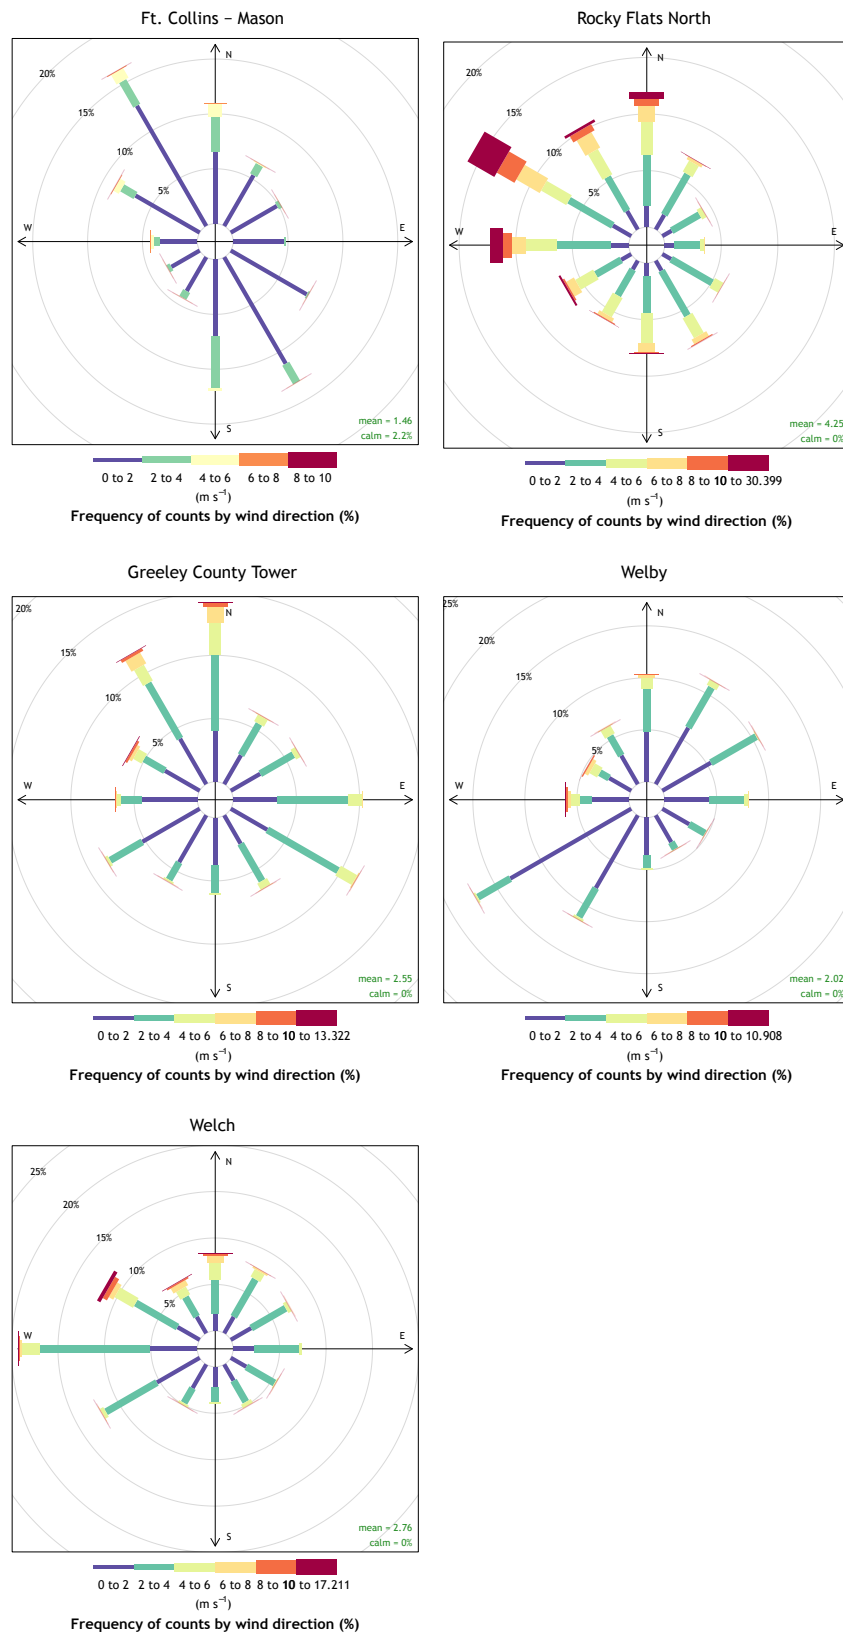 Ft. Collins − Mason
20%
15%
10%
5%
N
W
E
S
mean = 1.46
calm = 2.2%
0 to 2 2 to 4 4 to 6 6 to 8 8 to 10
(m s⁻¹)
Frequency of counts by wind direction (%)
Rocky Flats North
20%
15%
10%
5%
N
W
E
S
mean = 4.25
calm = 0%
0 to 2 2 to 4 4 to 6 6 to 8 8 to 10 to 30.399
(m s⁻¹)
Frequency of counts by wind direction (%)
Greeley County Tower
20%
15%
10%
5%
N
W
E
S
mean = 2.55
calm = 0%
0 to 2 2 to 4 4 to 6 6 to 8 8 to 10 to 13.322
(m s⁻¹)
Frequency of counts by wind direction (%)
Welby
25%
20%
15%
10%
5%
N
W
E
S
mean = 2.02
calm = 0%
0 to 2 2 to 4 4 to 6 6 to 8 8 to 10 to 10.908
(m s⁻¹)
Frequency of counts by wind direction (%)
Welch
25%
20%
15%
10%
5%
N
W
E
S
mean = 2.76
calm = 0%
0 to 2 2 to 4 4 to 6 6 to 8 8 to 10 to 17.211
(m s⁻¹)
Frequency of counts by wind direction (%)